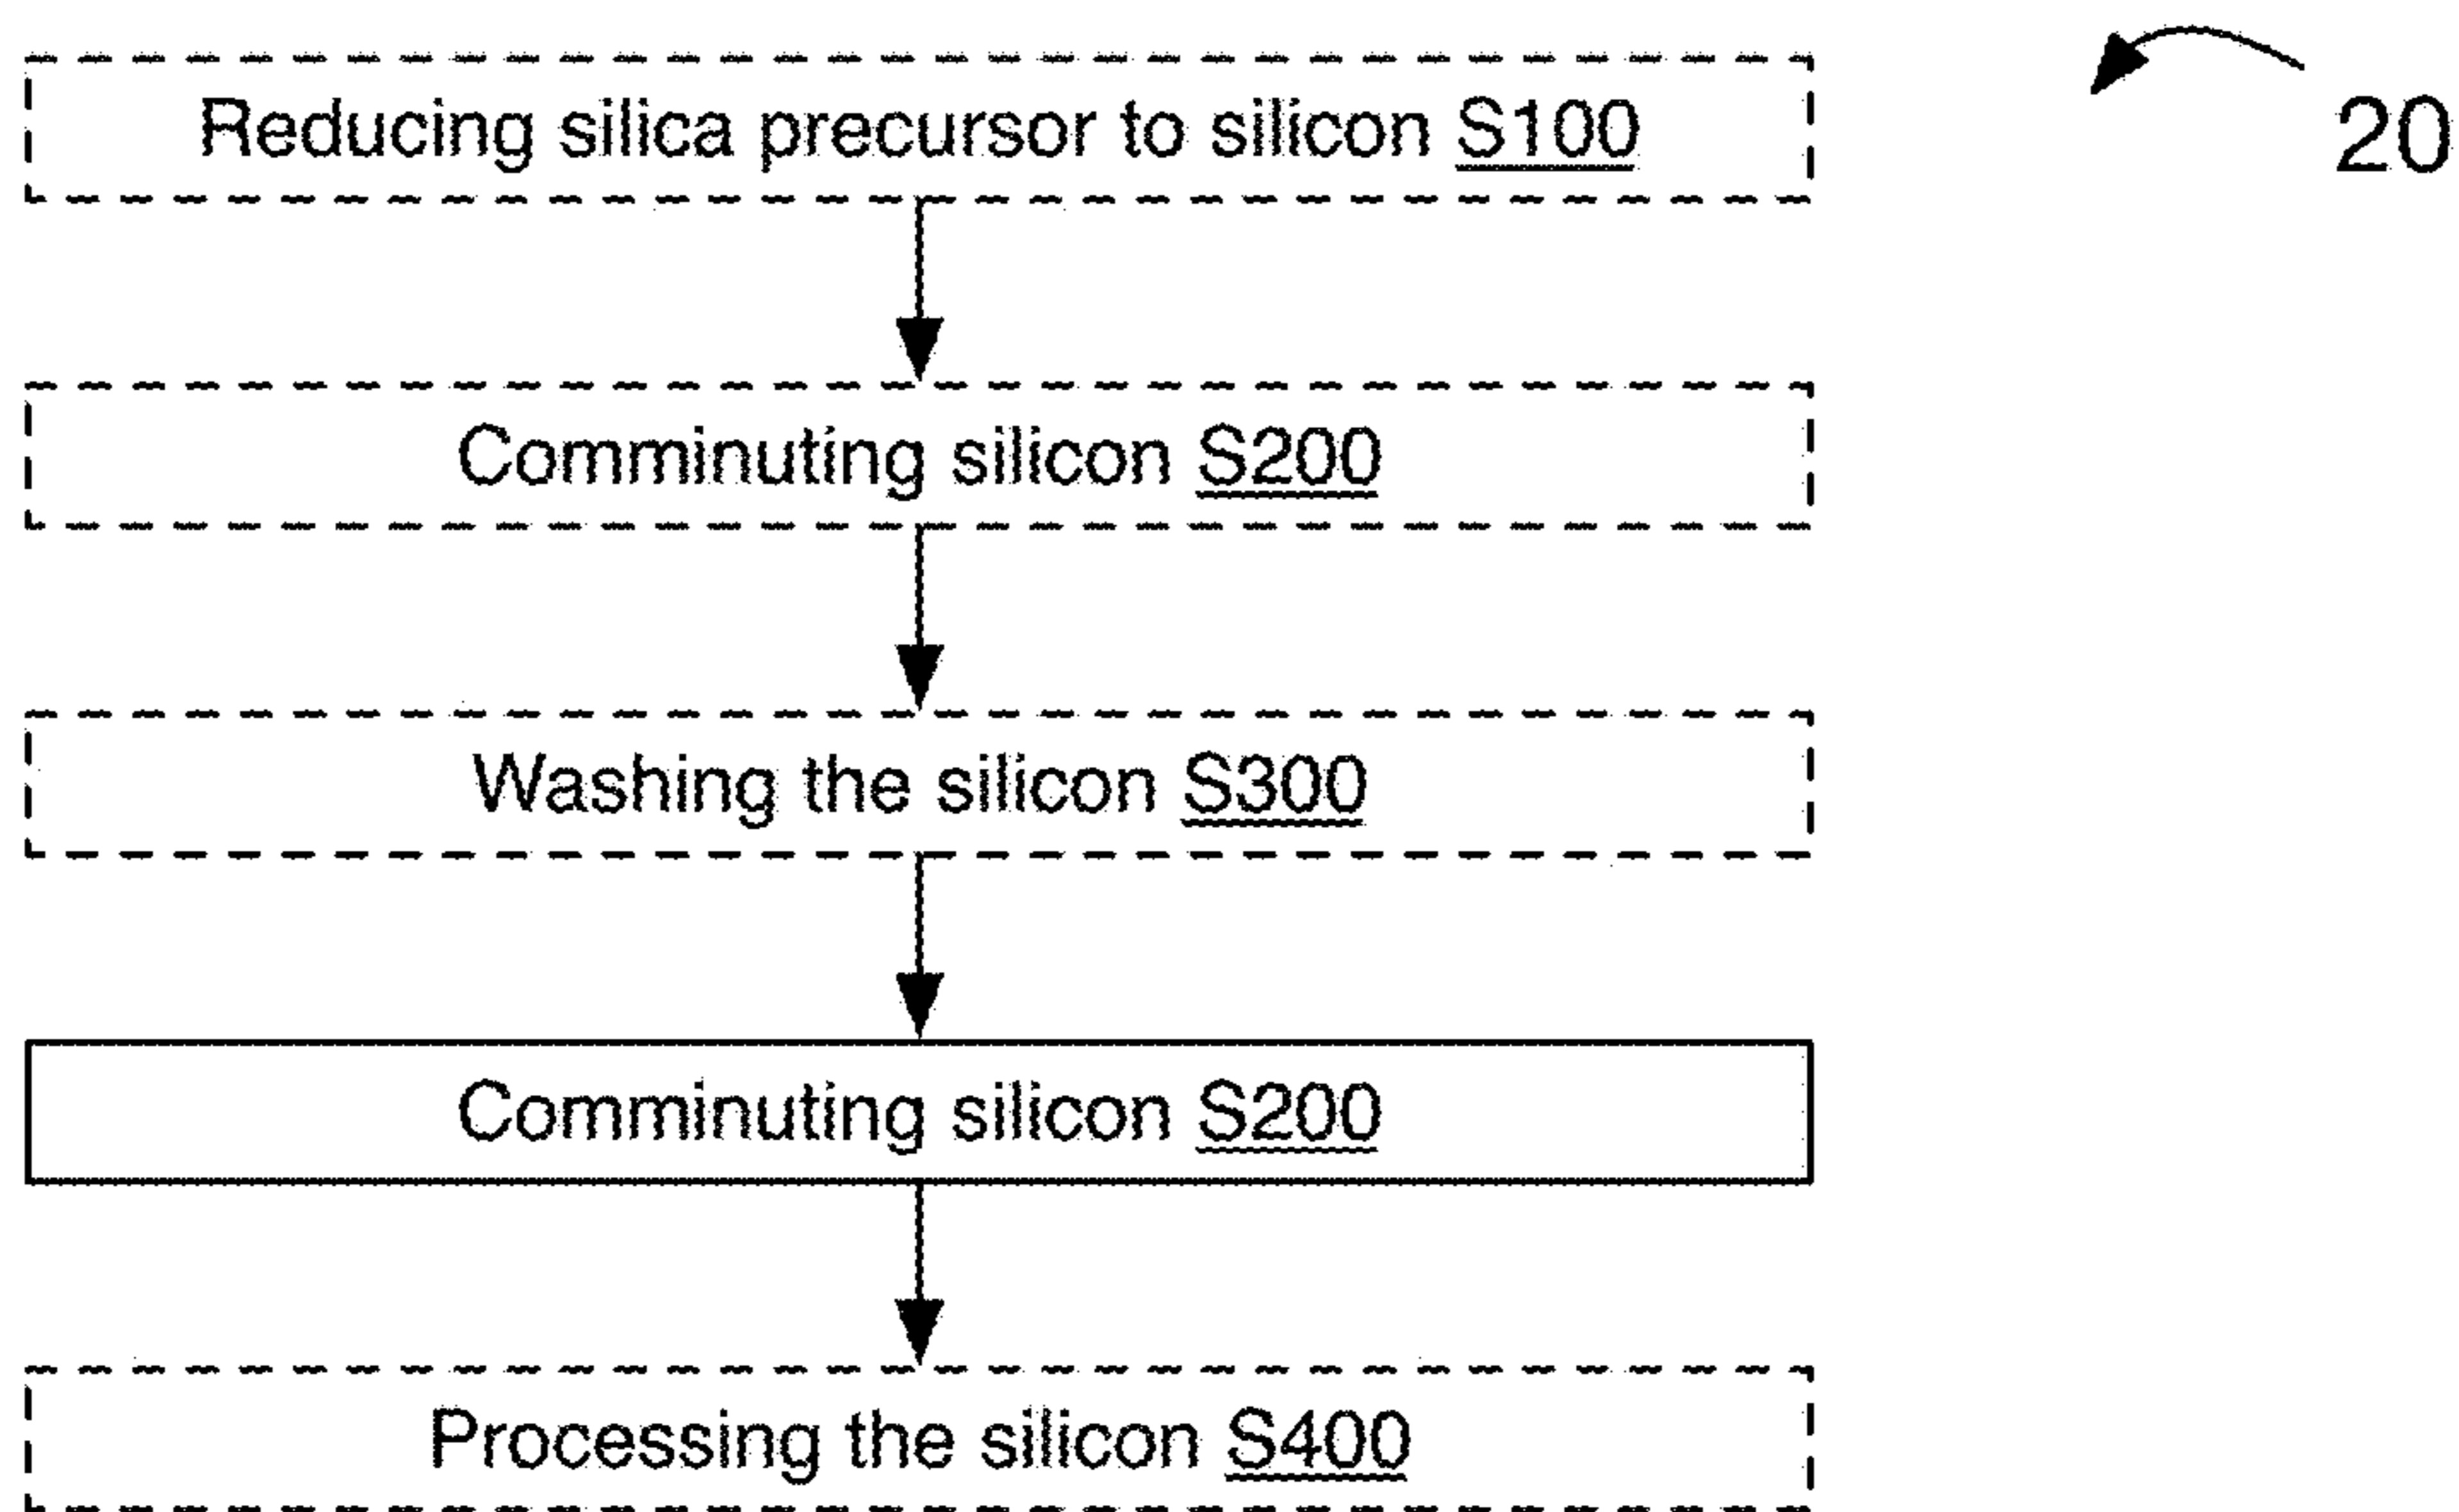 Reducing silica precursor to silicon S100
20
Comminuting silicon S200
Washing the silicon S300
Comminuting silicon S200
Processing the silicon S400